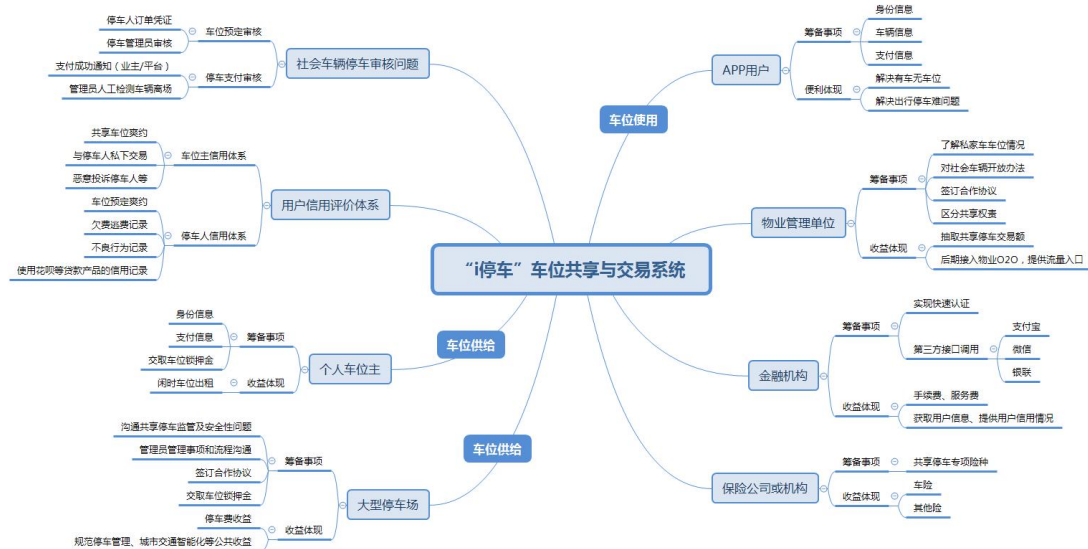 “i停车”车位共享与交易系统
车位使用
APP用户
筹备事项
身份信息
车辆信息
支付信息
便利体现
解决有车无车位
解决出行停车难问题
物业管理单位
筹备事项
了解私家车车位情况
对社会车辆开放办法
签订合作协议
区分共享权责
收益体现
抽取共享停车交易额
后期接入物业O2O，提供流量入口
金融机构
筹备事项
实现快速认证
第三方接口调用
支付宝
微信
银联
收益体现
手续费、服务费
获取用户信息、提供用户信用情况
保险公司或机构
筹备事项
共享停车专项险种
收益体现
车险
其他险
社会车辆停车审核问题
车位预定审核
停车人订单凭证
停车管理员审核
停车支付审核
支付成功通知（业主/平台）
管理员人工检测车辆离场
用户信用评价体系
车位主信用体系
共享车位爽约
与停车人私下交易
恶意投诉停车人等
停车人信用体系
车位预定爽约
欠费逃费记录
不良行为记录
使用花呗等贷款产品的信用记录
车位供给
个人车位主
筹备事项
身份信息
支付信息
交取车位锁押金
收益体现
闲时车位出租
车位供给
大型停车场
筹备事项
沟通共享停车监管及安全性问题
管理员管理事项和流程沟通
签订合作协议
交取车位锁押金
收益体现
停车费收益
规范停车管理、城市交通智能化等公共收益